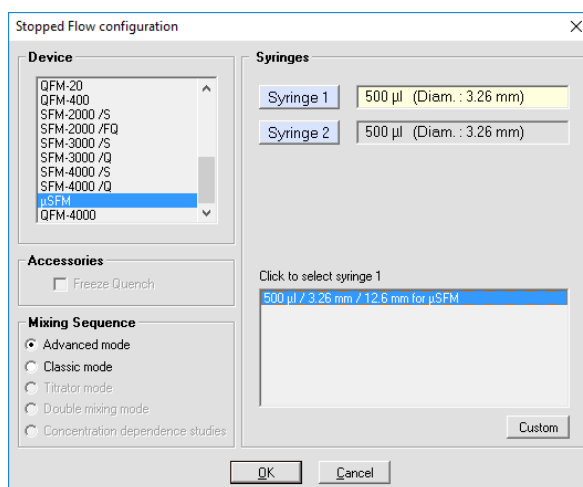 Stopped Flow configuration
Device
QFM-20
QFM-400
SFM-2000 /S
SFM-2000 /FQ
SFM-3000 /S
SFM-3000 /Q
SFM-4000 /S
SFM-4000 /Q
µSFM
QFM-4000
Accessories
Freeze Quench
Mixing Sequence
Advanced mode
Classic mode
Titrator mode
Double mixing mode
Concentration dependence studies
Syringes
Syringe 1 500 µl (Diam. : 3.26 mm)
Syringe 2 500 µl (Diam. : 3.26 mm)
Click to select syringe 1
500 µl / 3.26 mm / 12.6 mm for µSFM
Custom
OK Cancel